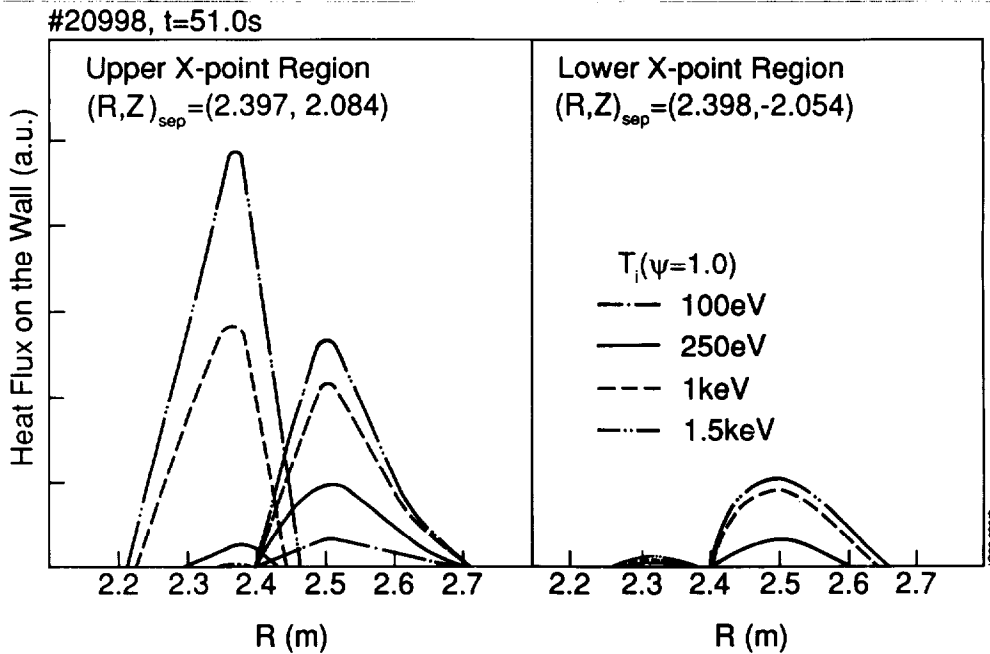 #20998, t=51.0s
Upper X-point Region
(R,Z)sep=(2.397, 2.084)
Lower X-point Region
(R,Z)sep=(2.398,-2.054)
Heat Flux on the Wall (a.u.)
Ti(ψ=1.0)
100eV
250eV
1keV
1.5keV
2.2 2.3 2.4 2.5 2.6 2.7
2.2 2.3 2.4 2.5 2.6 2.7
R (m)
R (m)